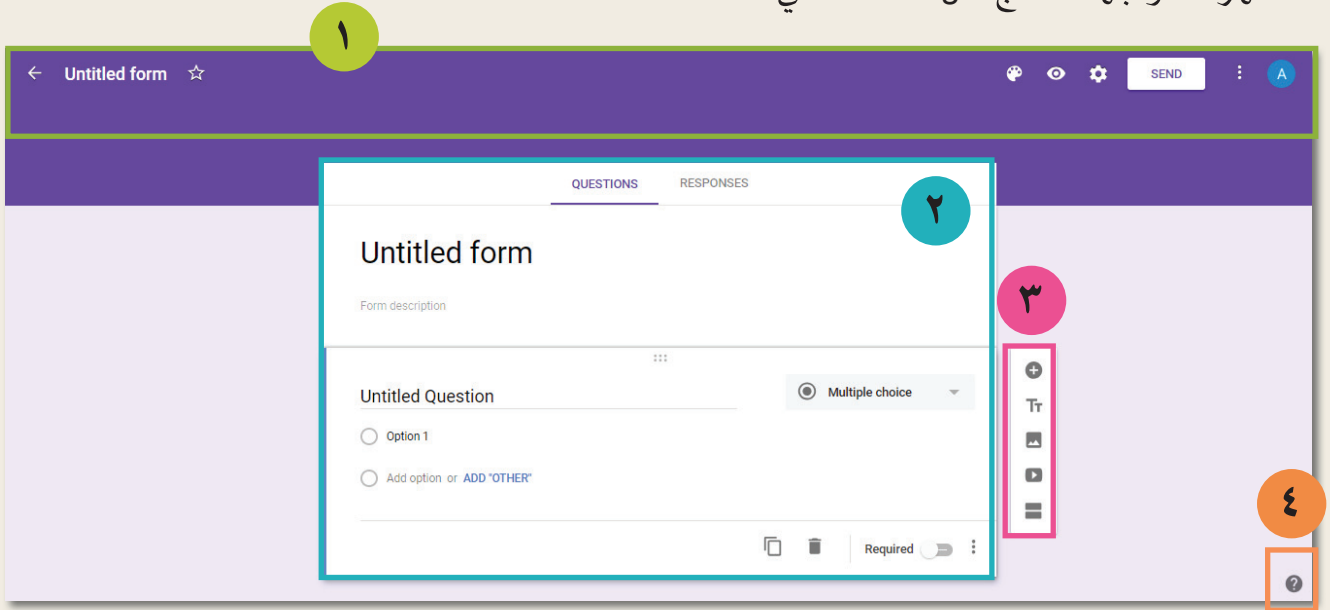 ١
Untitled form
SEND
A
QUESTIONS RESPONSES
٢
Untitled form
Form description
٣
Untitled Question
Multiple choice
Tт
Option 1
Add option or ADD "OTHER"
٤
Required